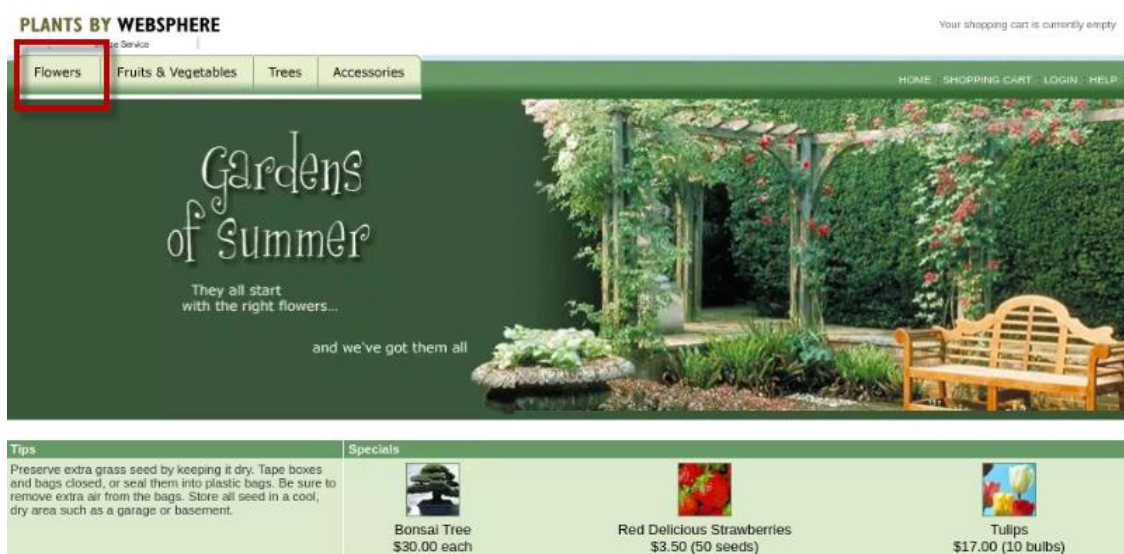 PLANTS BY WEBSPHERE
Your shopping cart is currently empty
Service
Flowers
Fruits & Vegetables
Trees
Accessories
HOME
SHOPPING CART
LOGIN
HELP
Gardens
of Summer
They all start
with the right flowers...
and we've got them all
Tips
Preserve extra grass seed by keeping it dry. Tape boxes
and bags closed, or seal them into plastic bags. Be sure to
remove extra air from the bags. Store all seed in a cool,
dry area such as a garage or basement.
Specials
Bonsai Tree
$30.00 each
Red Delicious Strawberries
$3.50 (50 seeds)
Tulips
$17.00 (10 bulbs)